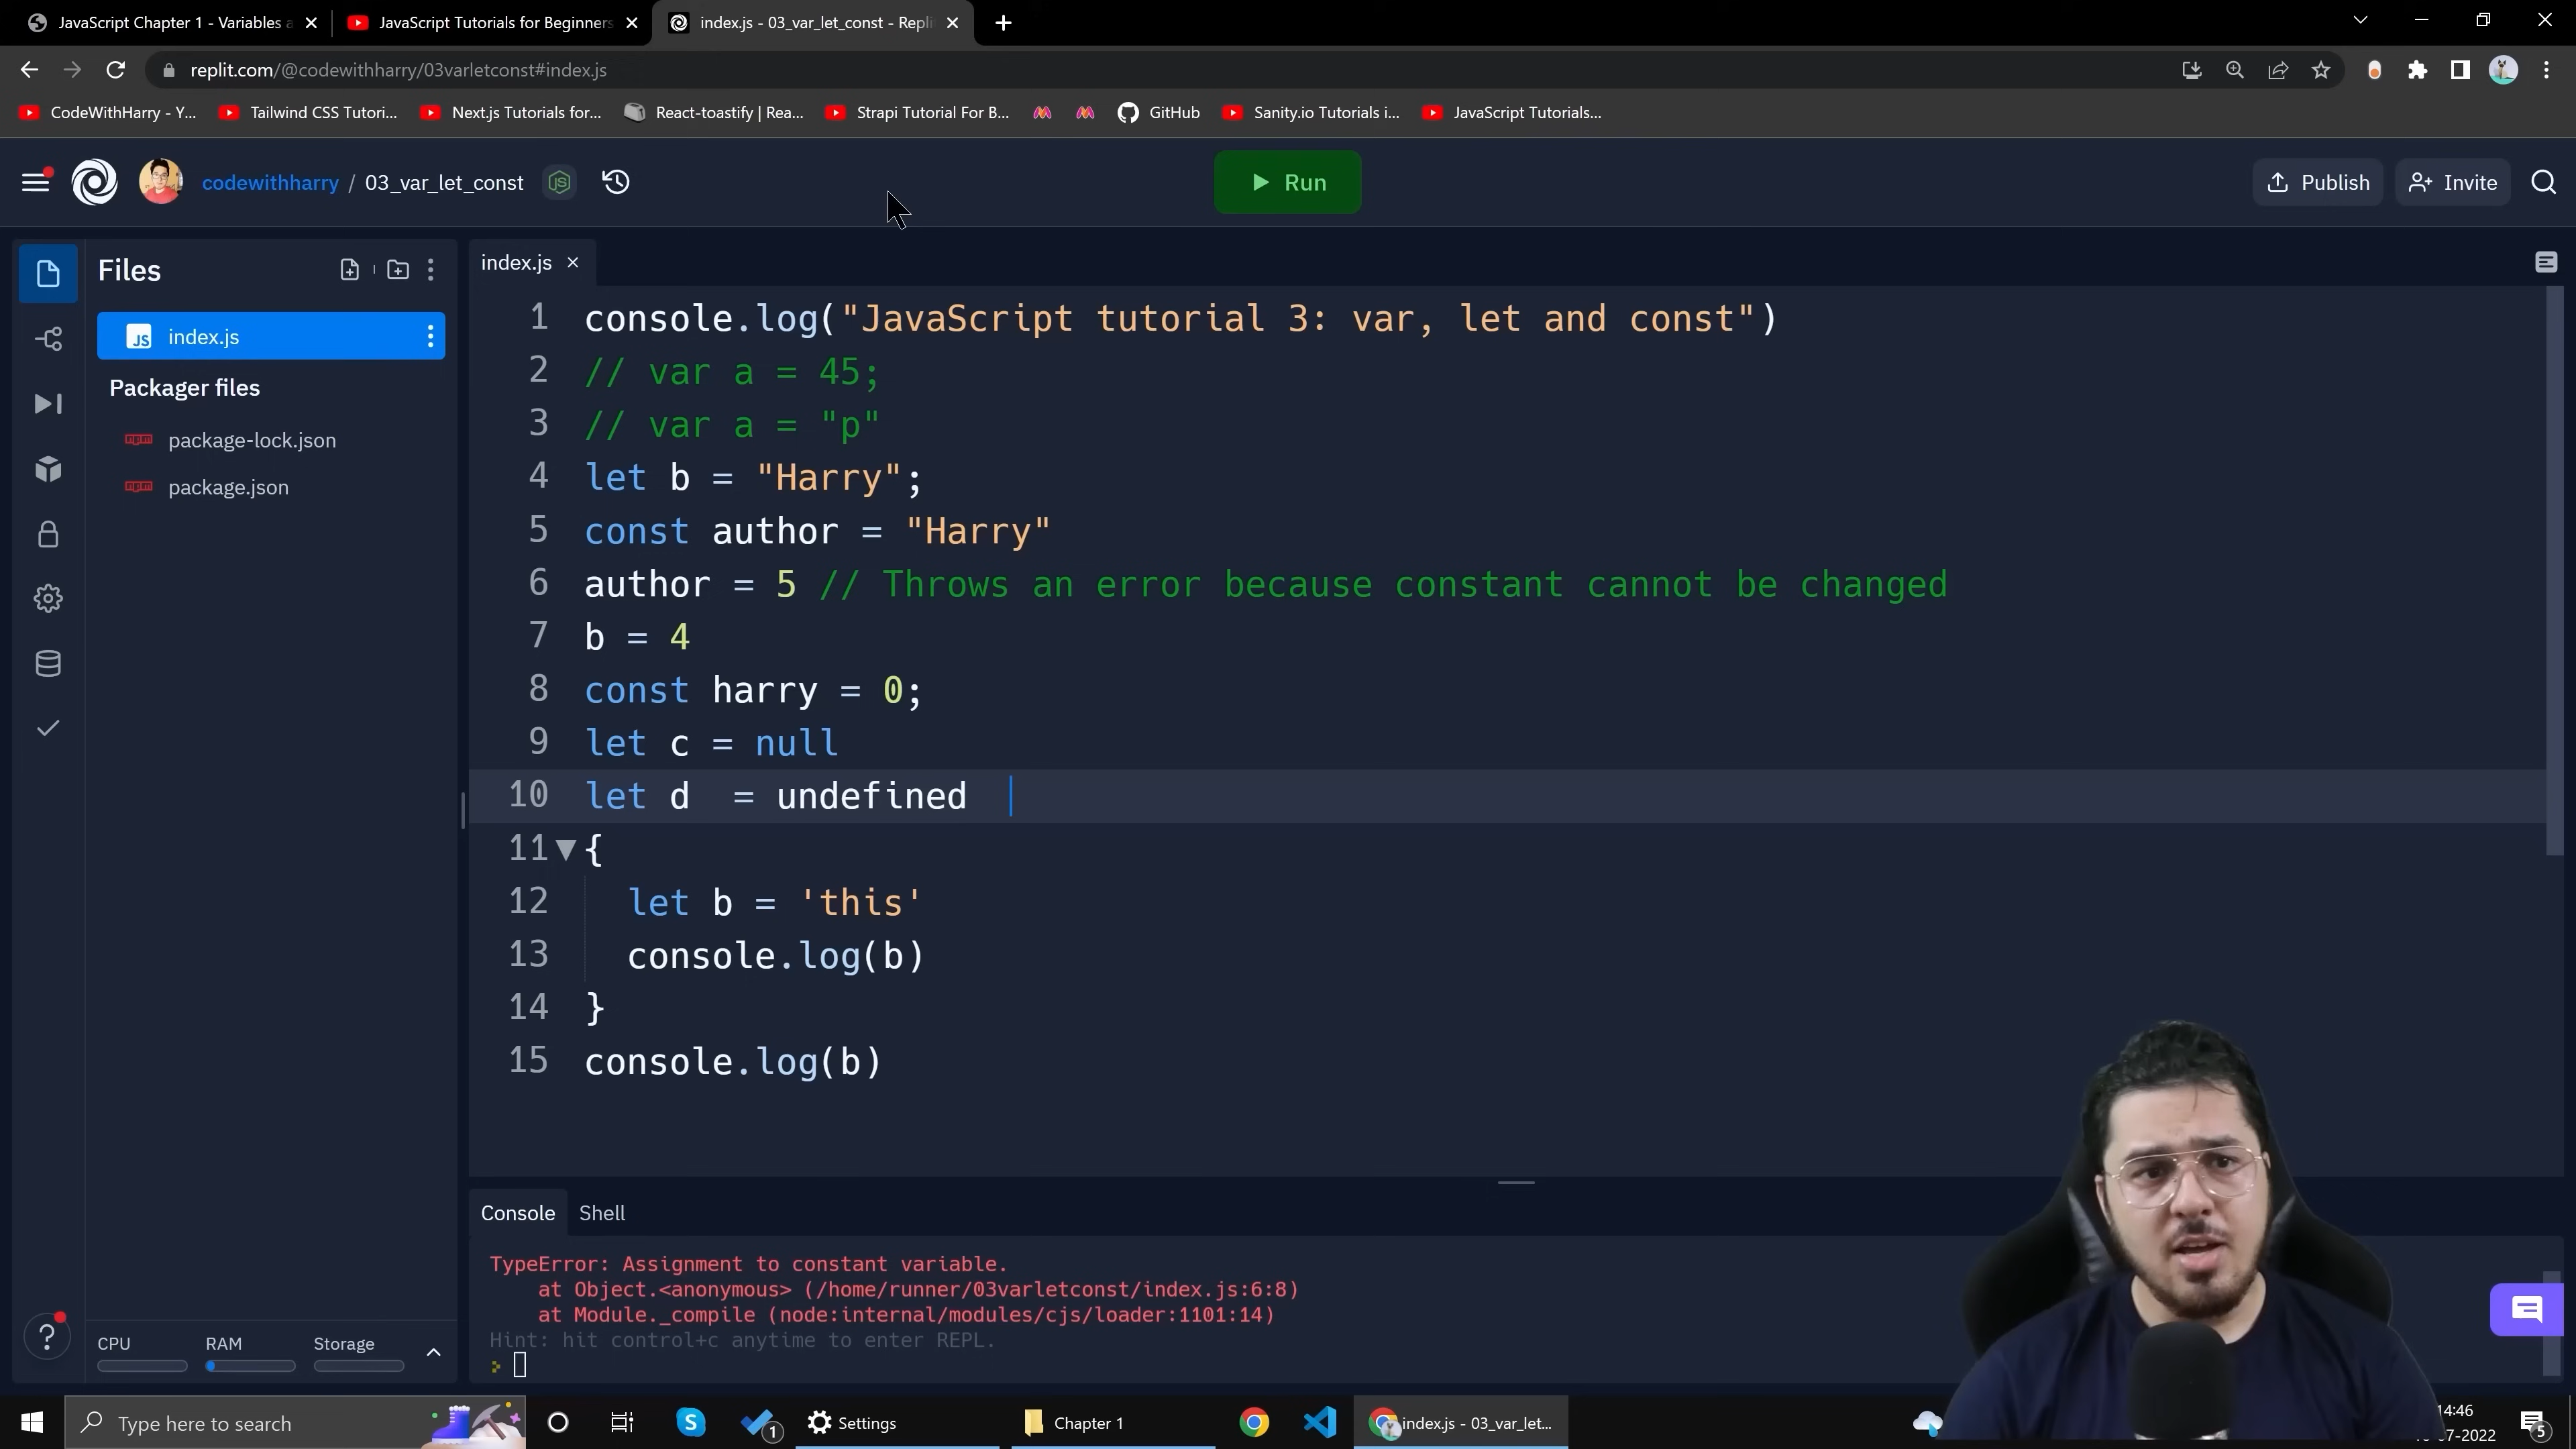 JavaScript Chapter 1 - Variables a
JavaScript Tutorials for Beginners
index.js - 03_var_let_const - Repli
replit.com/@codewithharry/03varletconst#index.js
CodeWithHarry - Y...
Tailwind CSS Tutori...
Next.js Tutorials for...
React-toastify | Rea...
Strapi Tutorial For B...
GitHub
Sanity.io Tutorials i...
JavaScript Tutorials...
codewithharry / 03_var_let_const
Run
Publish
Invite
Files
index.js
JS index.js
Packager files
package-lock.json
package.json
1 console.log("JavaScript tutorial 3: var, let and const")
2 // var a = 45;
3 // var a = "p"
4 let b = "Harry";
5 const author = "Harry"
6 author = 5 // Throws an error because constant cannot be changed
7 b = 4
8 const harry = 0;
9 let c = null
10 let d  = undefined
11 {
12 let b = 'this'
13 console.log(b)
14 }
15 console.log(b)
Console
Shell
TypeError: Assignment to constant variable.
at Object.<anonymous> (/home/runner/03varletconst/index.js:6:8)
at Module._compile (node:internal/modules/cjs/loader:1101:14)
Hint: hit control+c anytime to enter REPL.
CPU
RAM
Storage
Type here to search
1
Settings
Chapter 1
index.js - 03_var_let...
14:46
07-2022
5